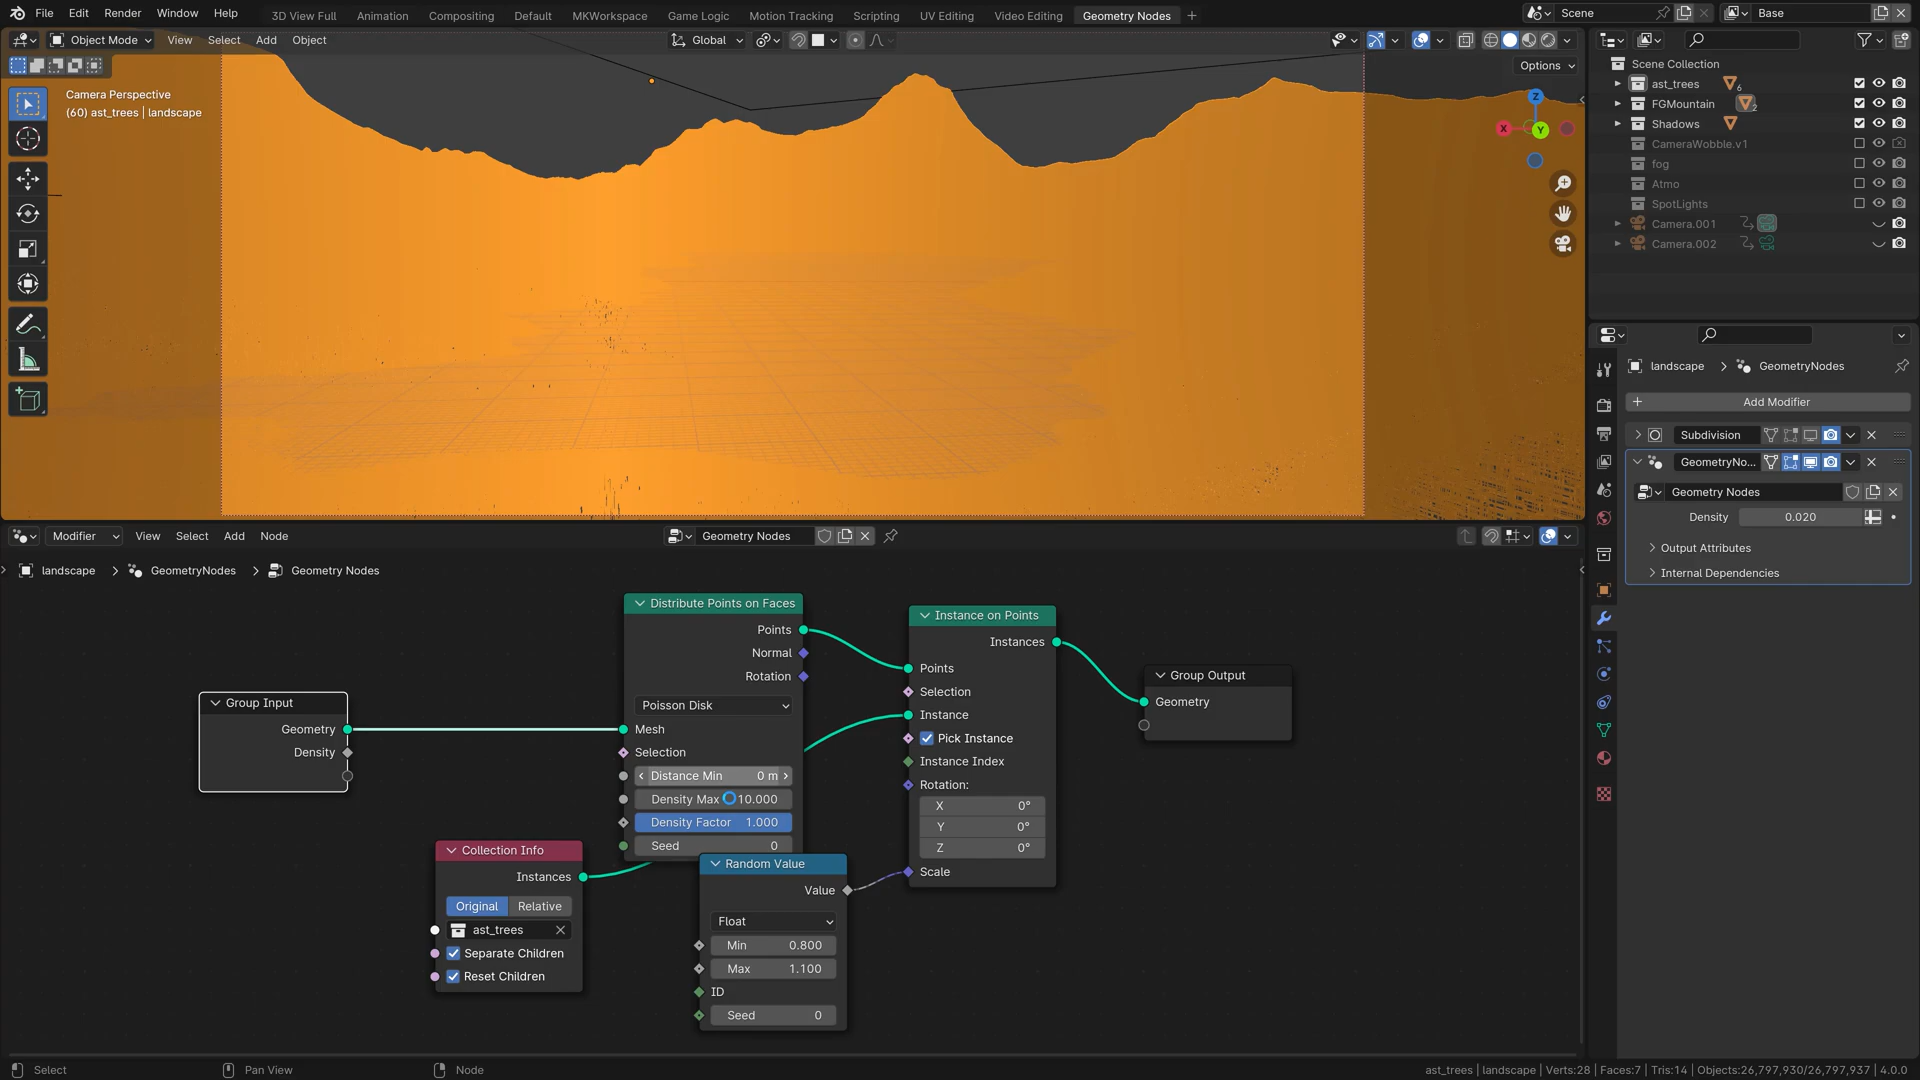 File Edit Render Window Help 3D View Full Animation Compositing Default MKWorkspace Game Logic Motion Tracking Scripting UV Editing Video Editing Geometry Nodes + Scene Base
Object Mode View Select Add Object Global
Options
Camera Perspective
(60) ast_trees | landscape
Z
X
Y
Scene Collection
ast_trees 6
FGMountain 2
Shadows
CameraWobble.v1
fog
Atmo
SpotLights
Camera.001
Camera.002
landscape > GeometryNodes
+ Add Modifier
Subdivision
GeometryNo...
Geometry Nodes
Density 0.020
Output Attributes
Internal Dependencies
Modifier View Select Add Node Geometry Nodes
landscape > GeometryNodes > Geometry Nodes
Group Input
Geometry
Density
Distribute Points on Faces
Points
Normal
Rotation
Poisson Disk
Mesh
Selection
Distance Min 0 m
Density Max 10.000
Density Factor 1.000
Seed 0
Collection Info
Instances
Original Relative
ast_trees
Separate Children
Reset Children
Random Value
Value
Float
Min 0.800
Max 1.100
ID
Seed 0
Instance on Points
Instances
Points
Selection
Instance
Pick Instance
Instance Index
Rotation:
X 0°
Y 0°
Z 0°
Scale
Group Output
Geometry
Select Pan View Node ast_trees | landscape | Verts:28 | Faces:7 | Tris:14 | Objects:26,797,930/26,797,937 | 4.0.0